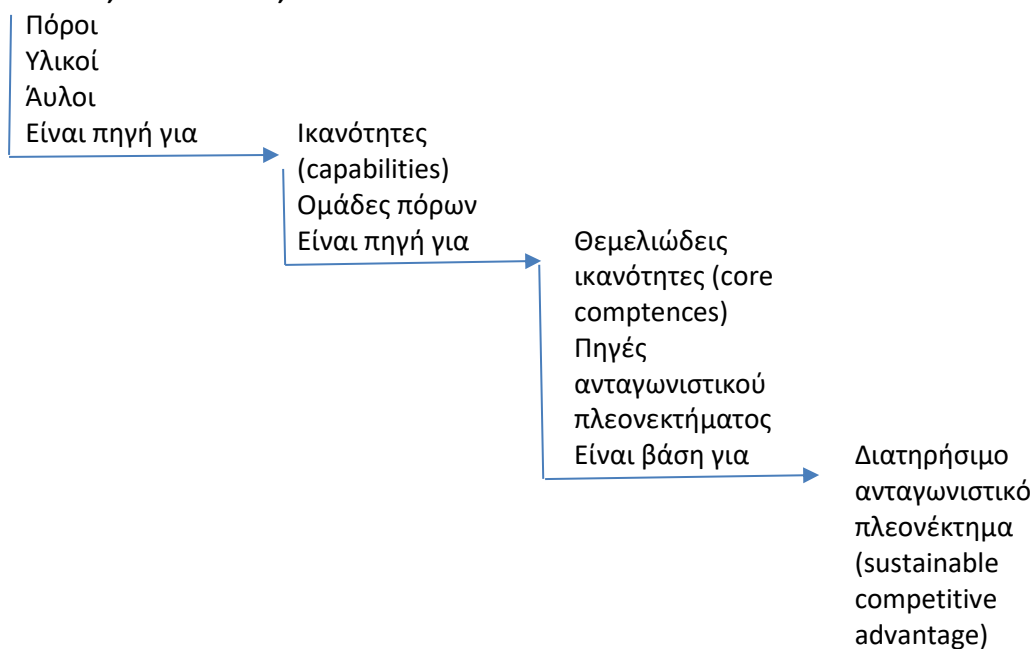 Πόροι
Υλικοί
Άυλοι
Είναι πηγή για
Ικανότητες
(capabilities)
Ομάδες πόρων
Είναι πηγή για
Θεμελιώδεις
ικανότητες (core
comptences)
Πηγές
ανταγωνιστικού
πλεονεκτήματος
Είναι βάση για
Διατηρήσιμο
ανταγωνιστικό
πλεονέκτημα
(sustainable
competitive
advantage)